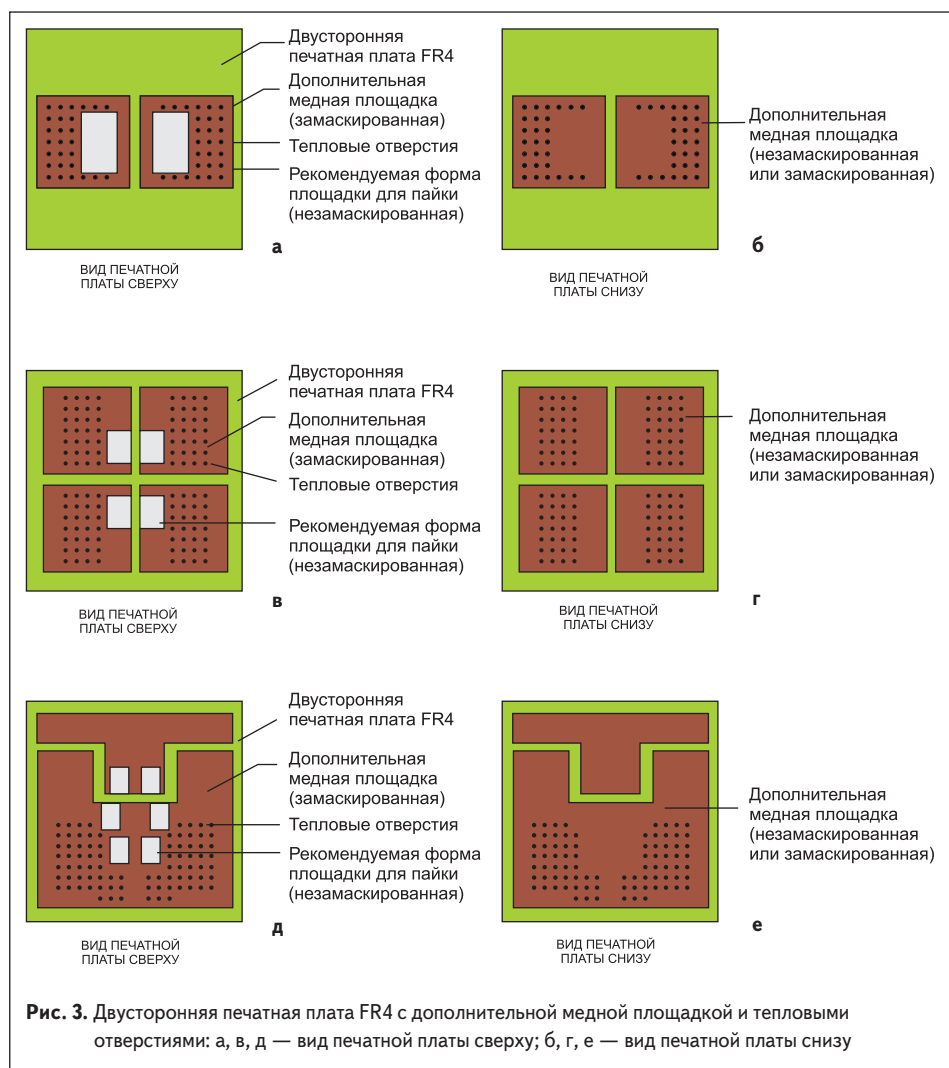 Двусторонняя
печатная плата FR4
Дополнительная
медная площадка
(замаскированная)
Тепловые отверстия
Рекомендуемая форма
площадки для пайки
(незамаскированная)
а
ВИД ПЕЧАТНОЙ
ПЛАТЫ СВЕРХУ
Дополнительная
медная площадка
(незамаскированная
или замаскированная)
б
ВИД ПЕЧАТНОЙ
ПЛАТЫ СНИЗУ
Двусторонняя
печатная плата FR4
Дополнительная
медная площадка
(замаскированная)
Тепловые отверстия
Рекомендуемая форма
площадки для пайки
(незамаскированная)
в
ВИД ПЕЧАТНОЙ
ПЛАТЫ СВЕРХУ
Дополнительная
медная площадка
(незамаскированная
или замаскированная)
г
ВИД ПЕЧАТНОЙ
ПЛАТЫ СНИЗУ
Двусторонняя
печатная плата FR4
Дополнительная
медная площадка
(замаскированная)
Тепловые отверстия
Рекомендуемая форма
площадки для пайки
(незамаскированная)
д
ВИД ПЕЧАТНОЙ
ПЛАТЫ СВЕРХУ
Дополнительная
медная площадка
(незамаскированная
или замаскированная)
е
ВИД ПЕЧАТНОЙ
ПЛАТЫ СНИЗУ
Рис. 3. Двусторонняя печатная плата FR4 с дополнительной медной площадкой и тепловыми
отверстиями: а, в, д — вид печатной платы сверху; б, г, е — вид печатной платы снизу